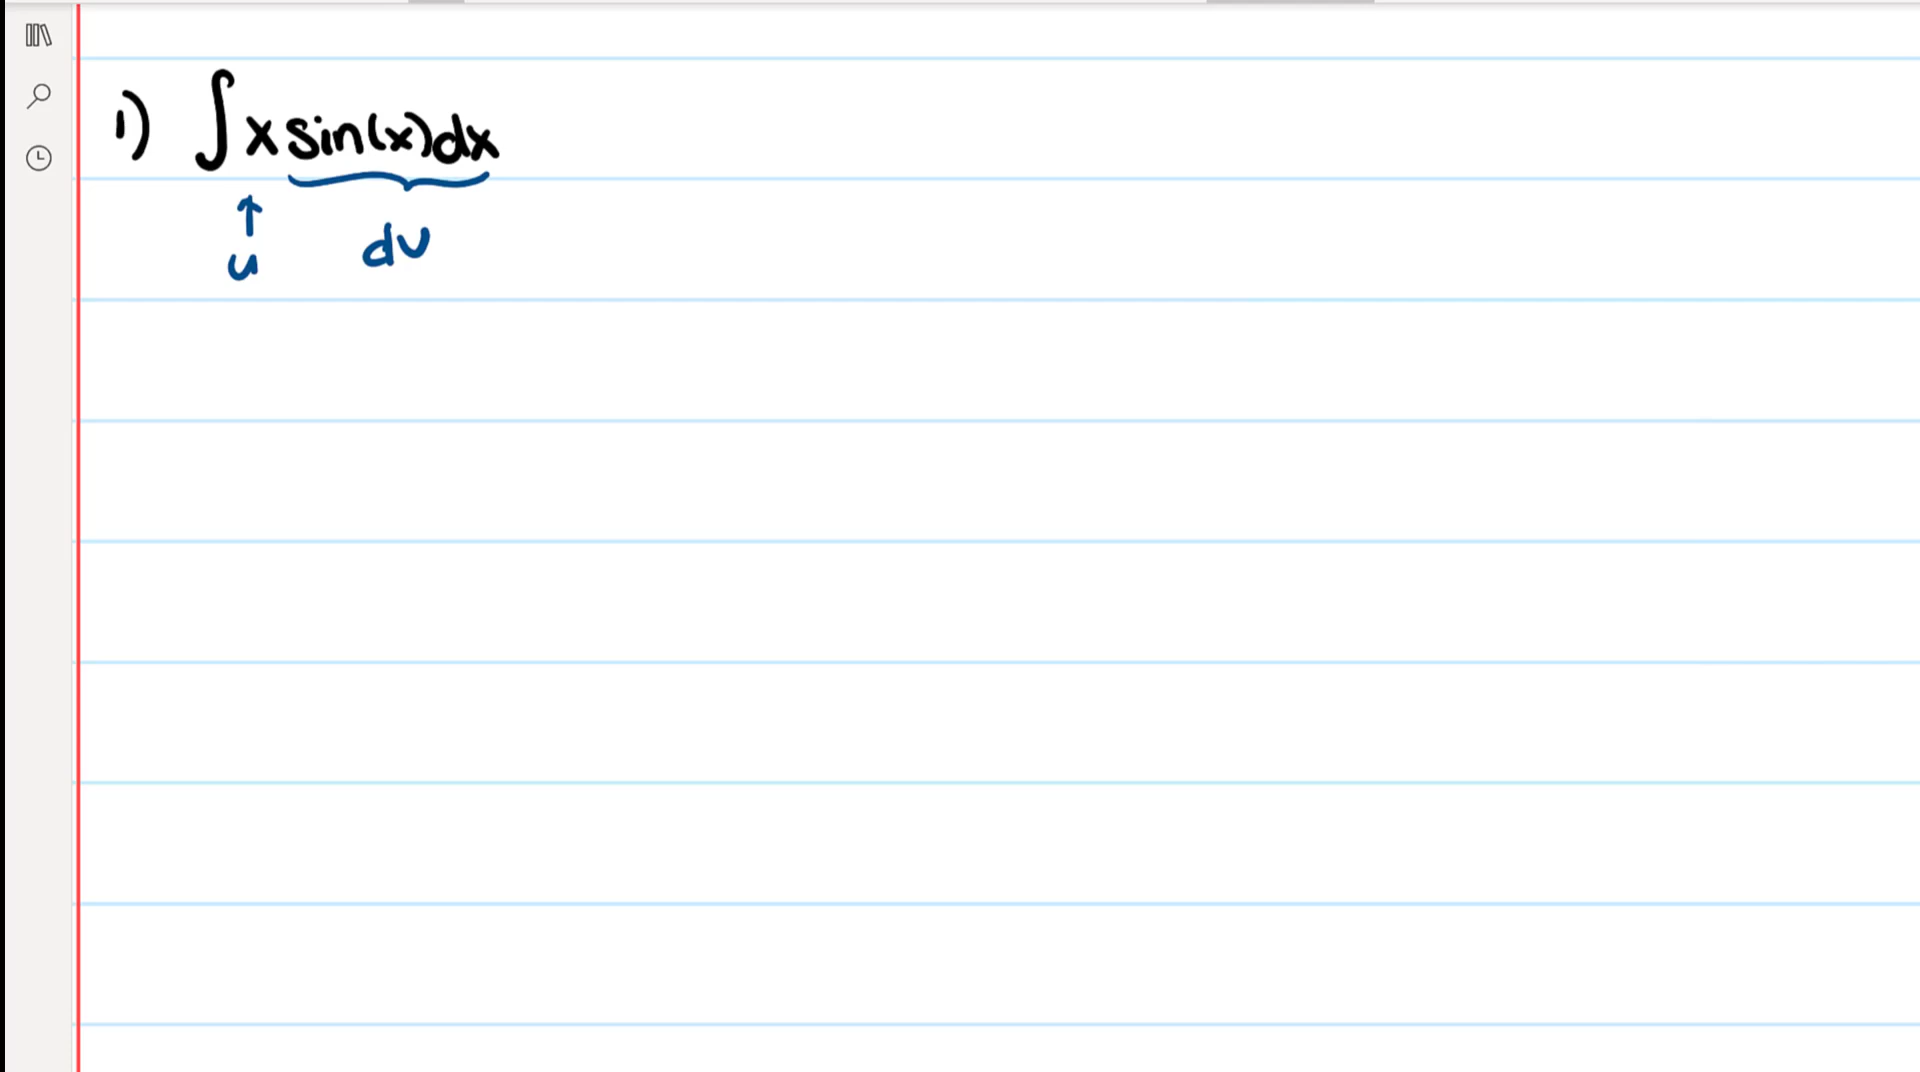 1) ∫x sin(x)dx
↑
u dv